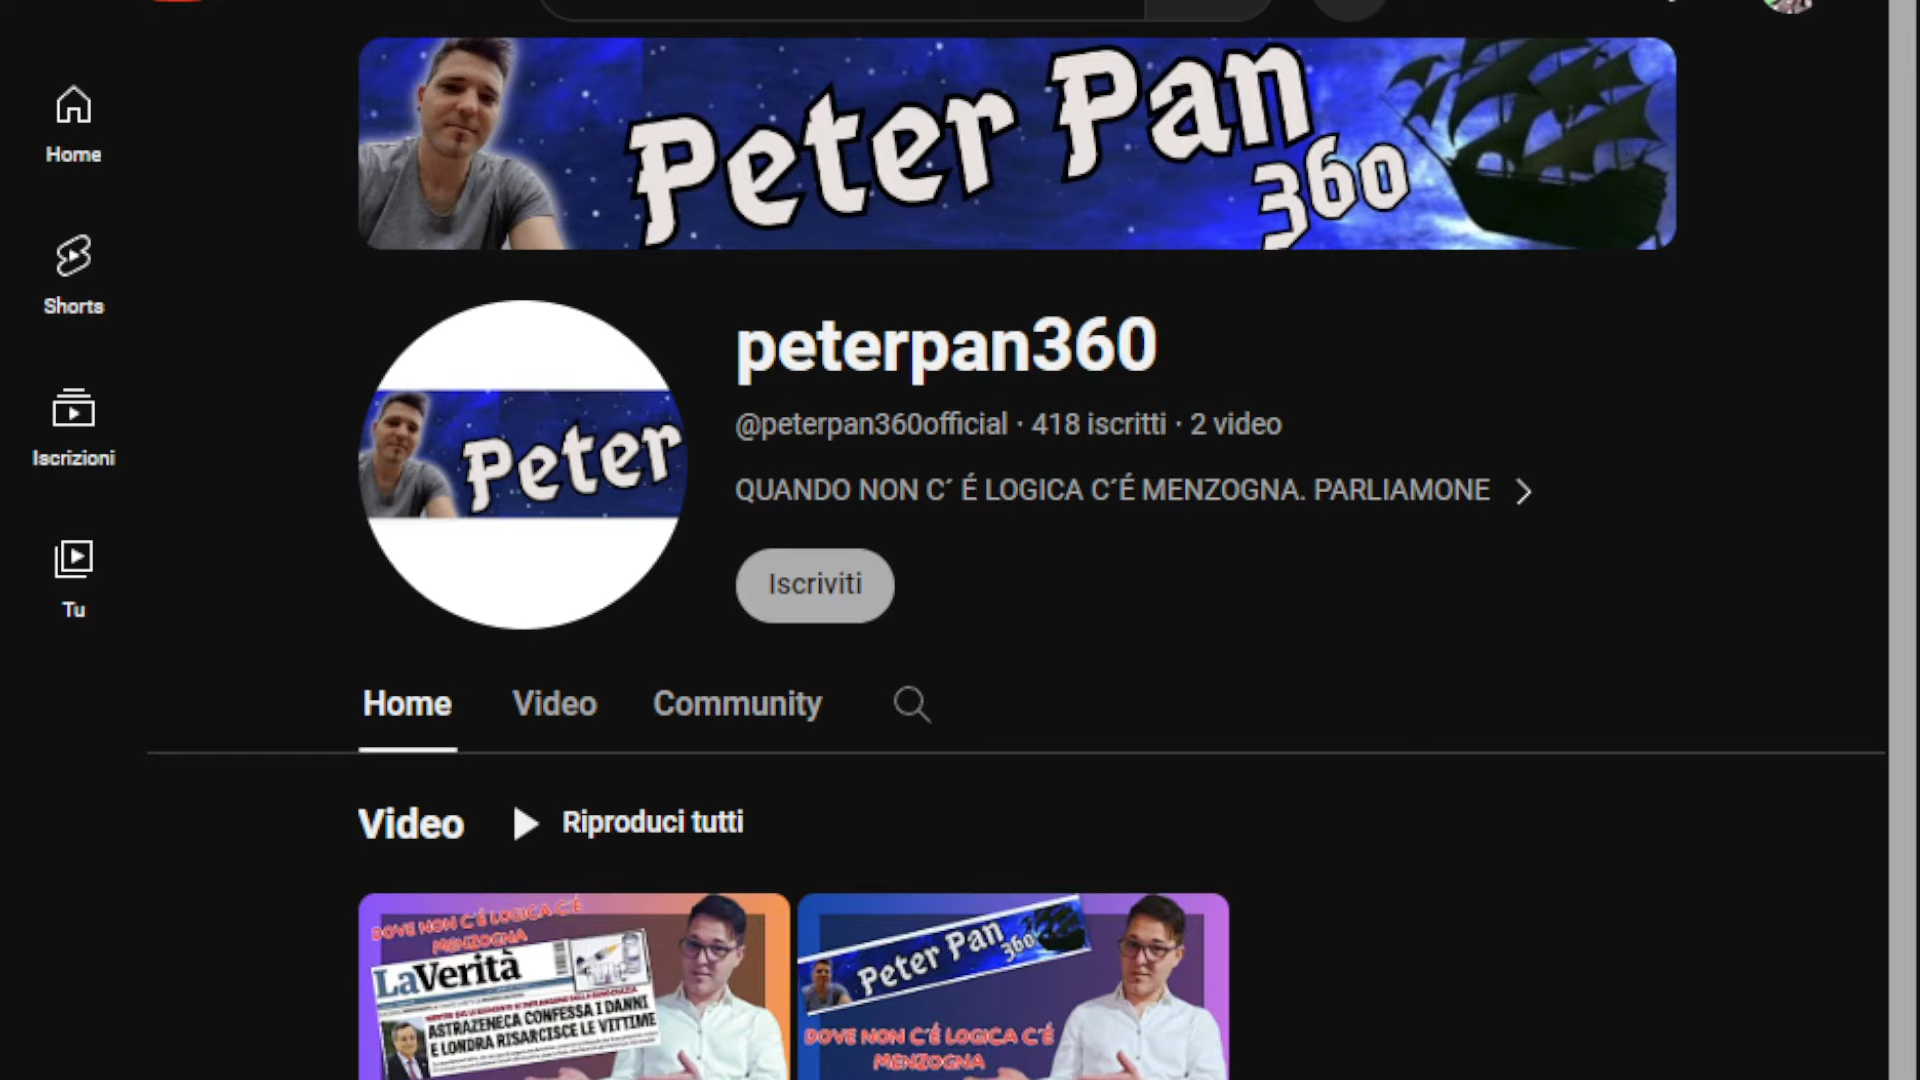 Peter Pan
360
Home
Shorts
Iscrizioni
Tu
Peter
peterpan360
@peterpan360official · 418 iscritti · 2 video
QUANDO NON C´ É LOGICA C´É MENZOGNA. PARLIAMONE
Iscriviti
Home Video Community
Video Riproduci tutti
DOVE NON C´É LOGICA C´É
MENZOGNA
LaVerità
ASTRAZENECA CONFESSA I DANNI
E LONDRA RISARCISCE LE VITTIME
Peter Pan
360
DOVE NON C´É LOGICA C´É
MENZOGNA